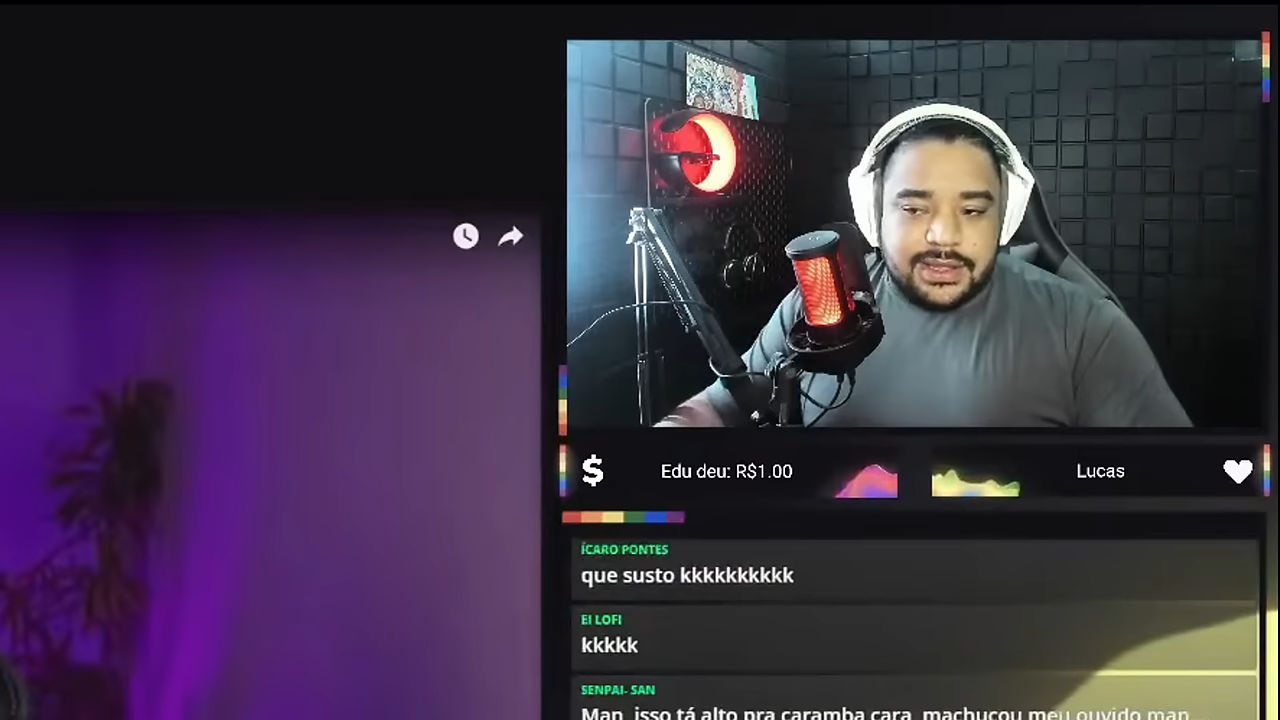 $ Edu deu: R$1.00
Lucas
ÍCARO PONTES
que susto kkkkkkkkkk
EI LOFI
kkkkk
SENPAI- SAN
Man, isso tá alto pra caramba cara, machucou meu ouvido man